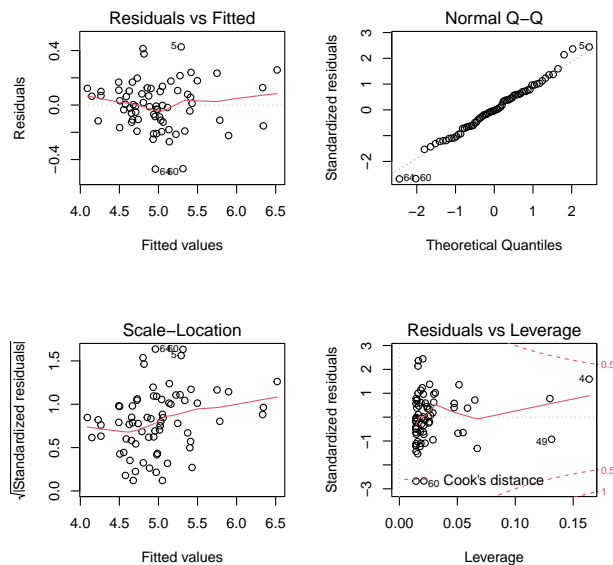 Residuals vs Fitted
Residuals
0.4
0.0
−0.4
5
64
60
4.0 4.5 5.0 5.5 6.0 6.5
Fitted values
Normal Q−Q
Standardized residuals
3
2
1
0
−2
5
64
60
−2 −1 0 1 2
Theoretical Quantiles
Scale−Location
√|Standardized residuals|
1.5
1.0
0.5
0.0
64
60
5
4.0 4.5 5.0 5.5 6.0 6.5
Fitted values
Residuals vs Leverage
Standardized residuals
3
2
1
0
−1
−3
0.5
4
49
0.5
1
60
Cook's distance
0.00 0.05 0.10 0.15
Leverage